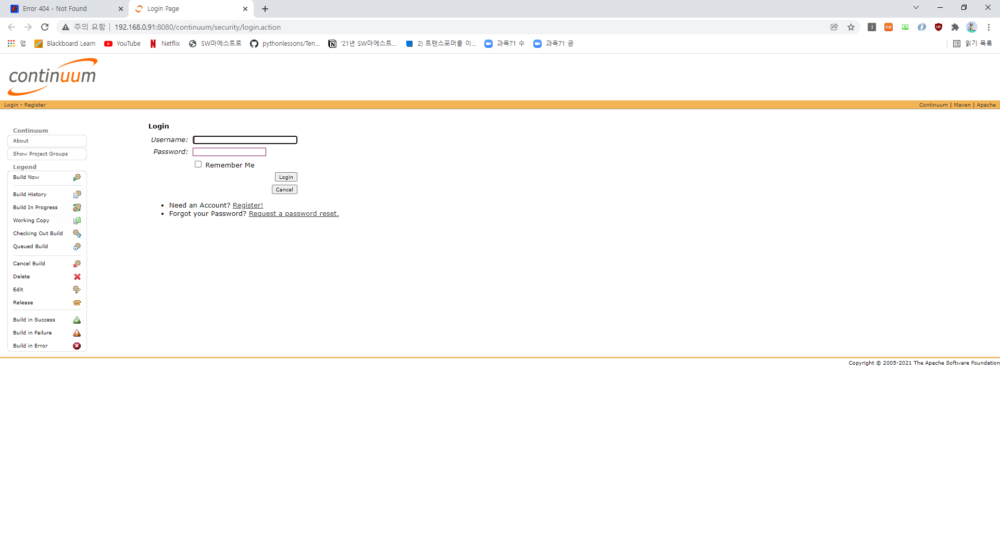 Error 404 - Not Found
Login Page
주의 요함 192.168.0.91:8080/continuum/security/login.action
앱 Blackboard Learn YouTube Netflix SW마에스트로 pythonlessons/Ten... '21년 SW마에스트... 2) 트랜스포머를 이... 과목71 수 과목71 금 읽기 목록
continuum
Login - Register
Continuum | Maven | Apache
Continuum
About
Show Project Groups
Legend
Build Now
Build History
Build In Progress
Working Copy
Checking Out Build
Queued Build
Cancel Build
Delete
Edit
Release
Build in Success
Build in Failure
Build in Error
Login
Username:
Password:
Remember Me
Login
Cancel
• Need an Account? Register!
• Forgot your Password? Request a password reset.
Copyright © 2005-2021 The Apache Software Foundation